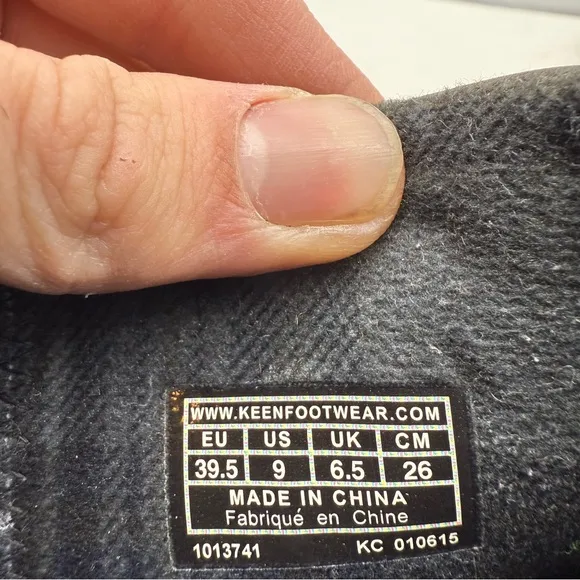 WWW.KEENFOOTWEAR.COM
EU US UK CM
39.5 9 6.5 26
MADE IN CHINA
Fabriqué en Chine
1013741 KC 010615